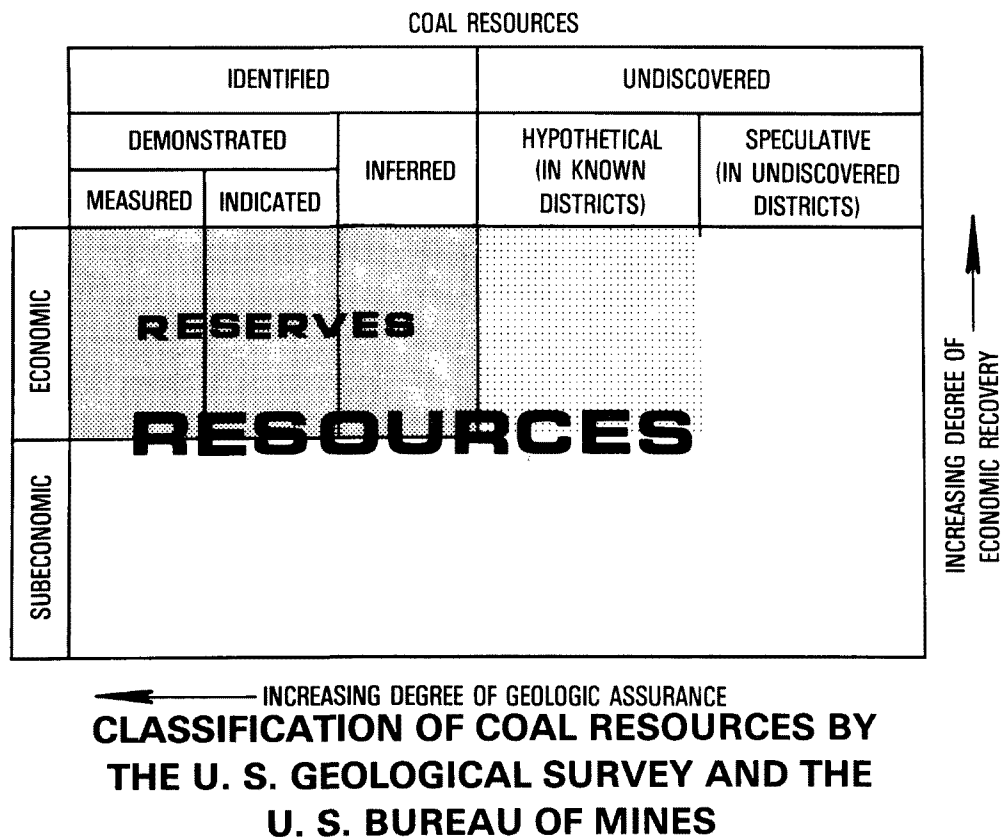 COAL RESOURCES
IDENTIFIED
UNDISCOVERED
DEMONSTRATED
INFERRED
HYPOTHETICAL
(IN KNOWN
DISTRICTS)
SPECULATIVE
(IN UNDISCOVERED
DISTRICTS)
MEASURED
INDICATED
ECONOMIC
RESERVES
RESOURCES
SUBECONOMIC
INCREASING DEGREE OF
ECONOMIC RECOVERY
INCREASING DEGREE OF GEOLOGIC ASSURANCE
CLASSIFICATION OF COAL RESOURCES BY
THE U. S. GEOLOGICAL SURVEY AND THE
U. S. BUREAU OF MINES